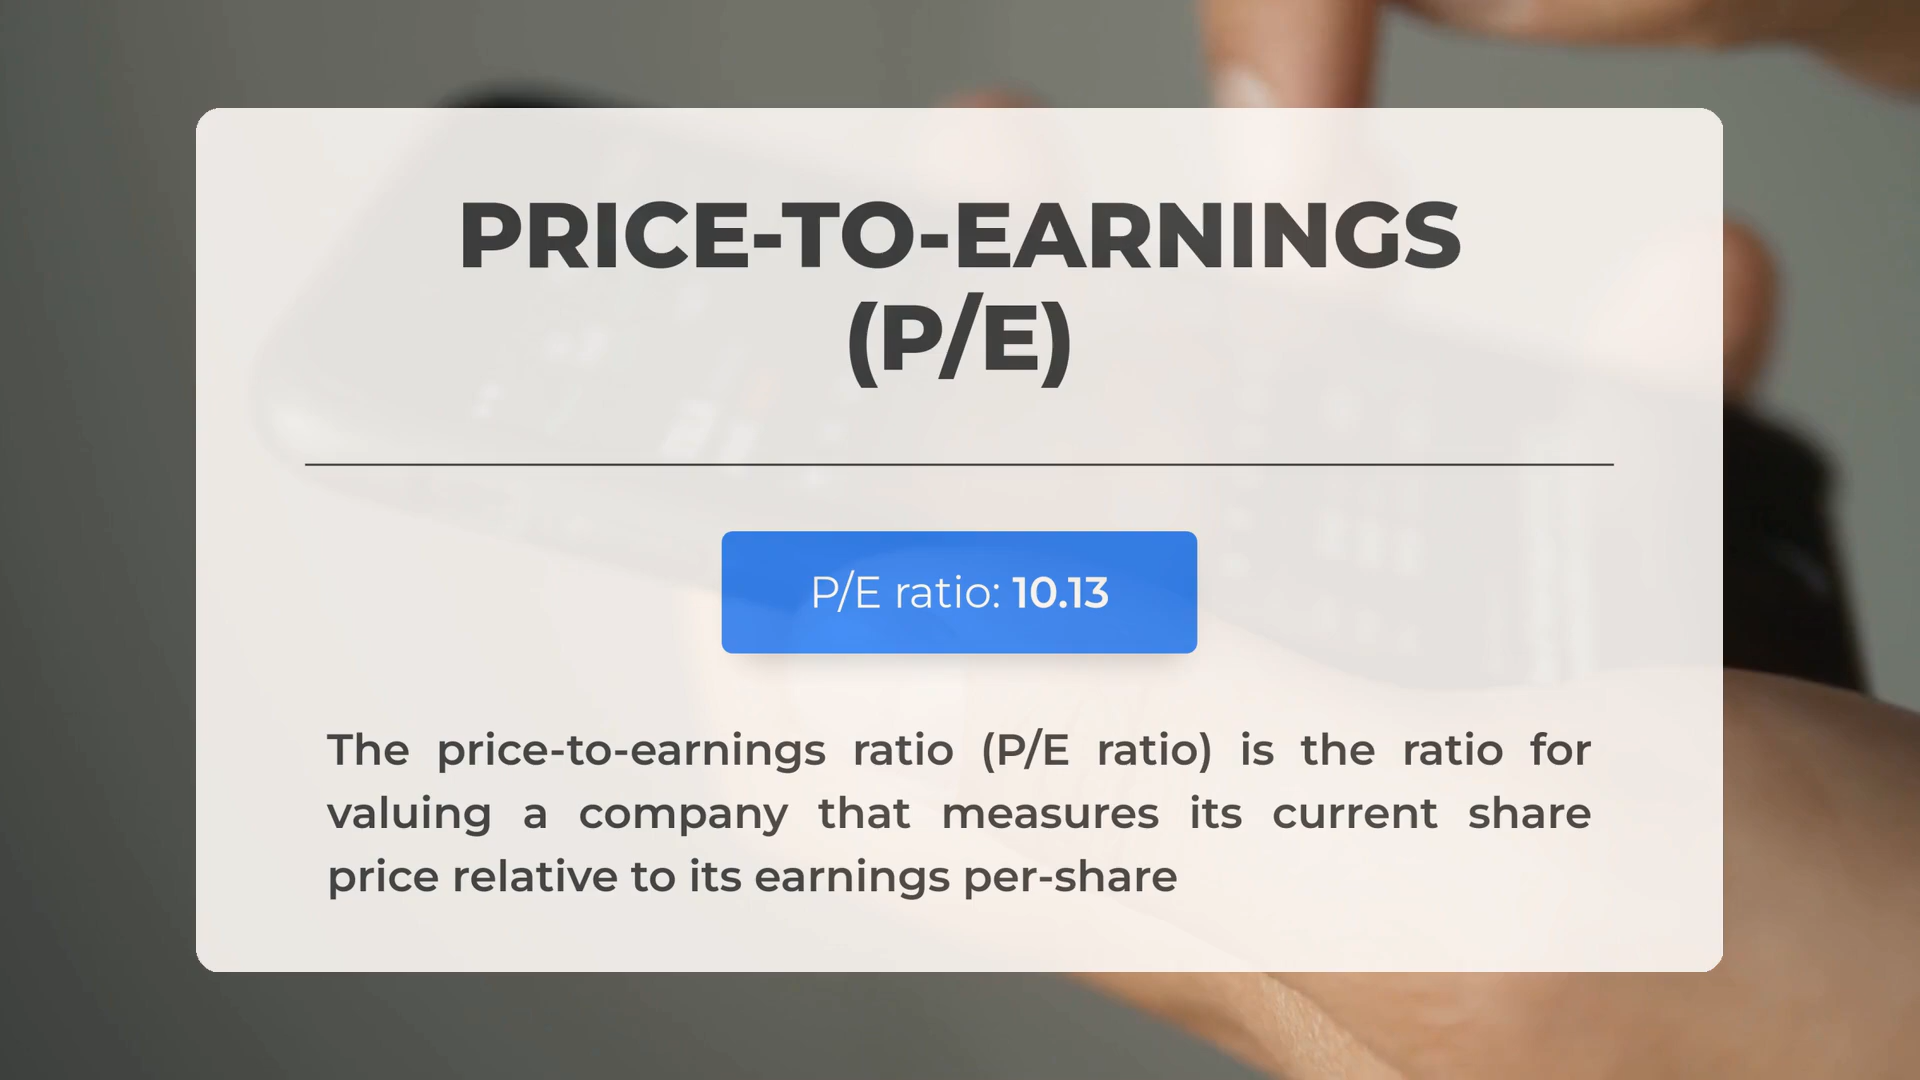 PRICE-TO-EARNINGS
(P/E)
P/E ratio: 10.13
The price-to-earnings ratio (P/E ratio) is the ratio for
valuing a company that measures its current share
price relative to its earnings per-share